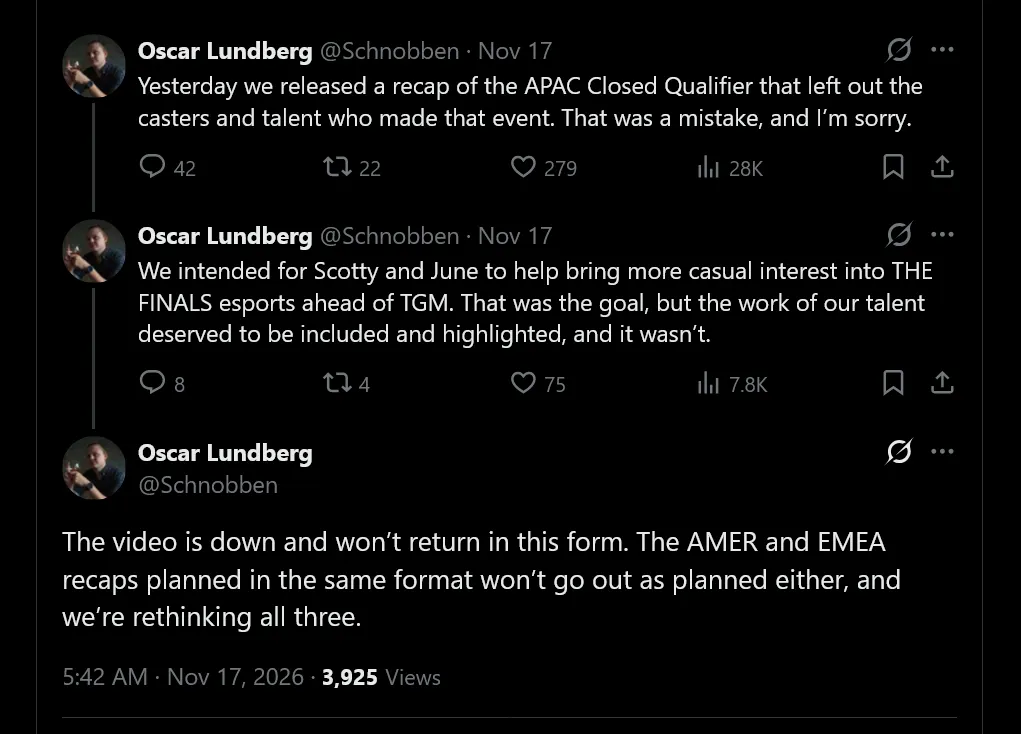 Oscar Lundberg @Schnobben · Nov 17
Yesterday we released a recap of the APAC Closed Qualifier that left out the
casters and talent who made that event. That was a mistake, and I’m sorry.
42 22 279 28K
Oscar Lundberg @Schnobben · Nov 17
We intended for Scotty and June to help bring more casual interest into THE
FINALS esports ahead of TGM. That was the goal, but the work of our talent
deserved to be included and highlighted, and it wasn’t.
8 4 75 7.8K
Oscar Lundberg
@Schnobben
The video is down and won’t return in this form. The AMER and EMEA
recaps planned in the same format won’t go out as planned either, and
we’re rethinking all three.
5:42 AM · Nov 17, 2026 · 3,925 Views